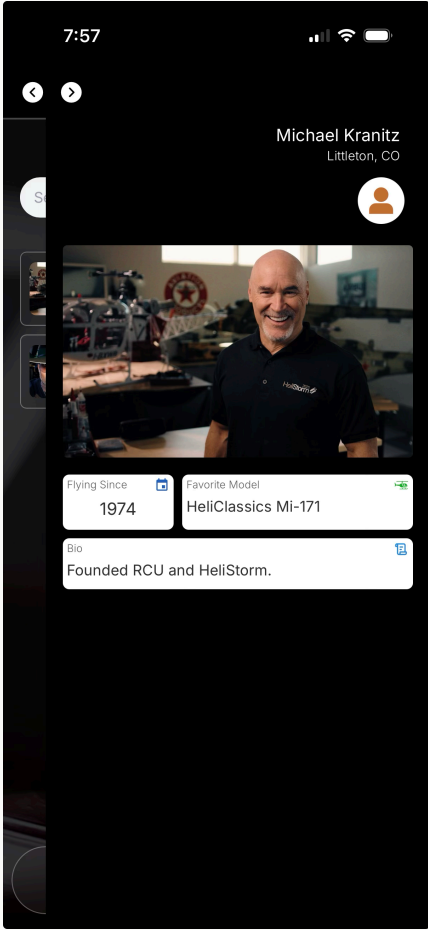 7:57
Michael Kranitz
Littleton, CO
Se
HeliStorm
Flying Since
1974
Favorite Model
HeliClassics Mi-171
Bio
Founded RCU and HeliStorm.